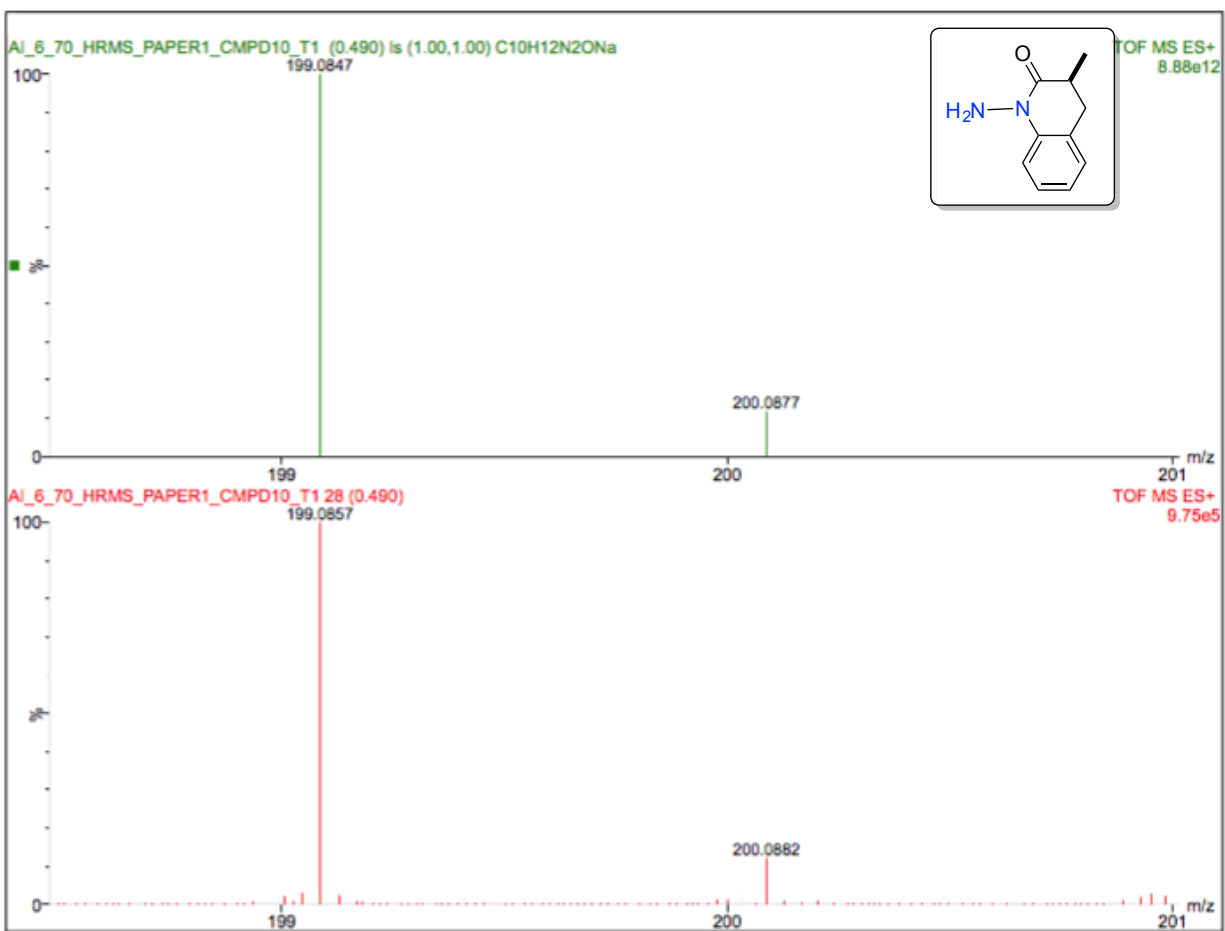 AI_6_70_HRMS_PAPER1_CMPD10_T1 (0.490) Is (1.00,1.00) C10H12N2ONa
TOF MS ES+
8.88e12
199.0847
100
O
H2N
N
%
200.0877
0
199
200
201
m/z
AI_6_70_HRMS_PAPER1_CMPD10_T1 28 (0.490)
TOF MS ES+
9.75e5
199.0857
100
%
200.0882
0
199
200
201
m/z